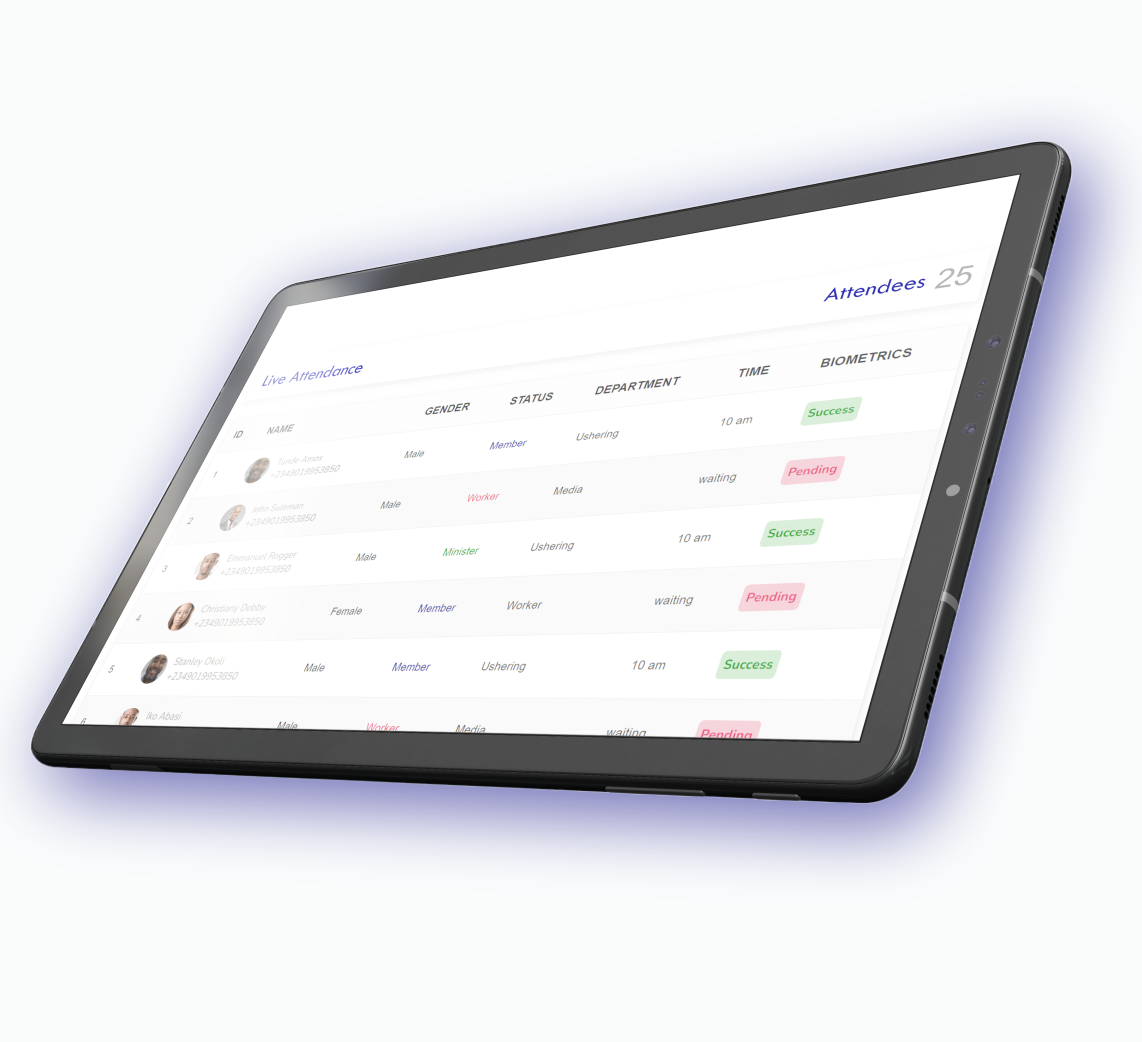 Attendees 25
Live Attendance
ID NAME GENDER STATUS DEPARTMENT TIME BIOMETRICS
1 Tunde Amos Male Member Ushering 10 am Success
+2349019953850
2 John Suleman Male Worker Media waiting Pending
+2349019953850
3 Emmanuel Rogger Male Minister Ushering 10 am Success
+2349019953850
4 Christiany Debby Female Member Worker waiting Pending
+2349019953850
5 Stanley Okoli Male Member Ushering 10 am Success
+2349019953850
6 Iko Abasi Male Worker Media waiting Pending